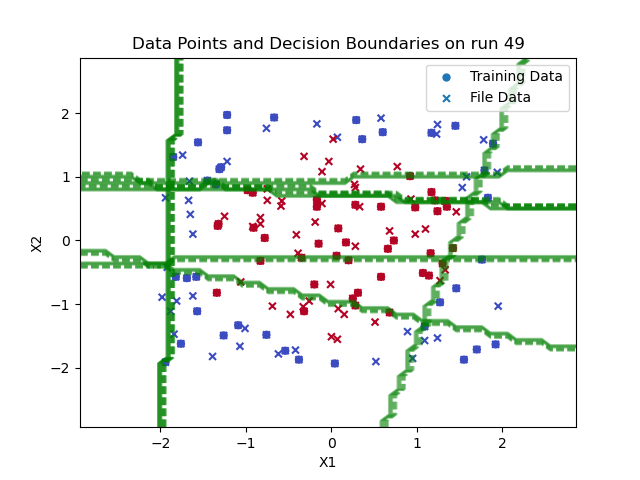 Data Points and Decision Boundaries on run 49
Training Data
File Data
2
1
0
−1
−2
X2
−2
−1
0
1
2
X1